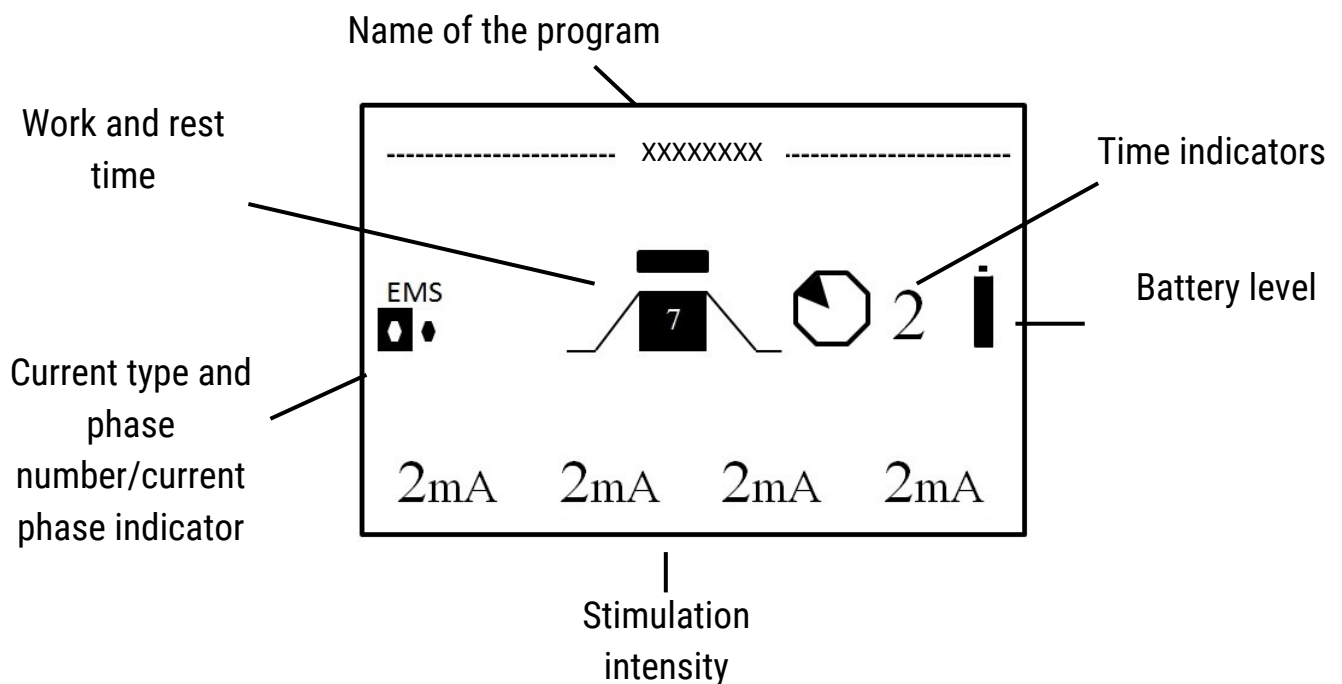 Name of the program
Work and rest
time
------------------------ XXXXXXXX ------------------------
Time indicators
EMS
7
2
Battery level
Current type and
phase
number/current
phase indicator
2mA 2mA 2mA 2mA
Stimulation
intensity